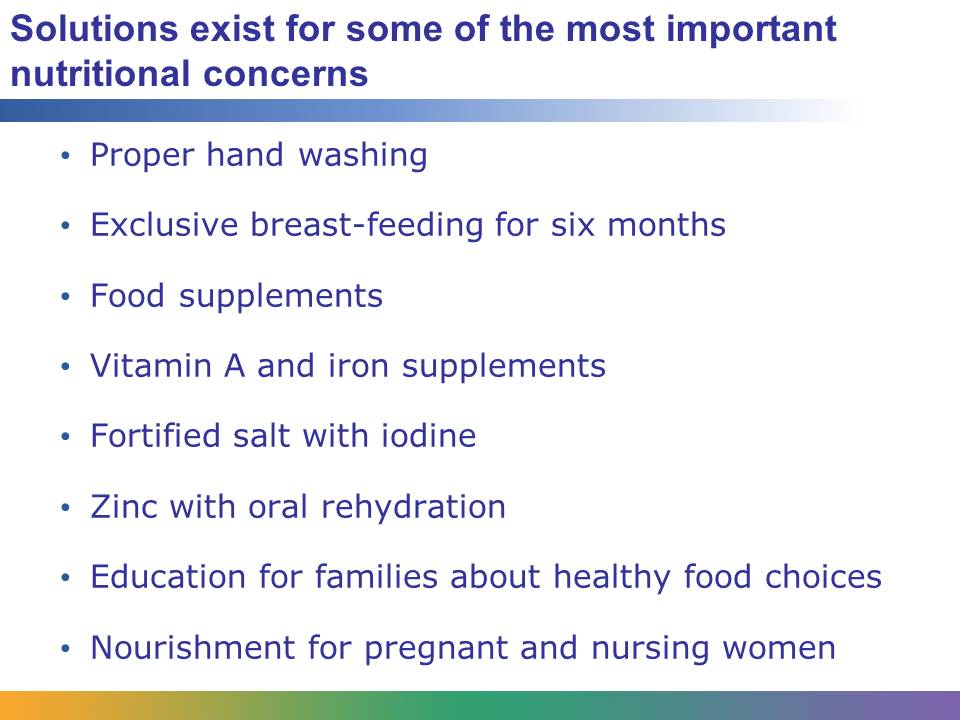 Solutions exist for some of the most important
nutritional concerns
• Proper hand washing
• Exclusive breast-feeding for six months
• Food supplements
• Vitamin A and iron supplements
• Fortified salt with iodine
• Zinc with oral rehydration
• Education for families about healthy food choices
• Nourishment for pregnant and nursing women